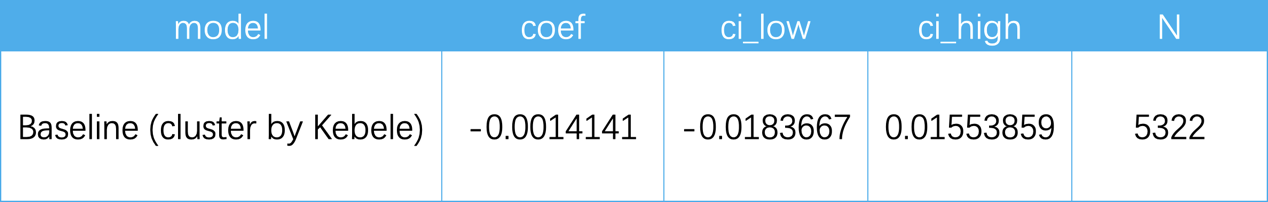 model coef ci_low ci_high N
Baseline (cluster by Kebele) -0.0014141 -0.0183667 0.01553859 5322